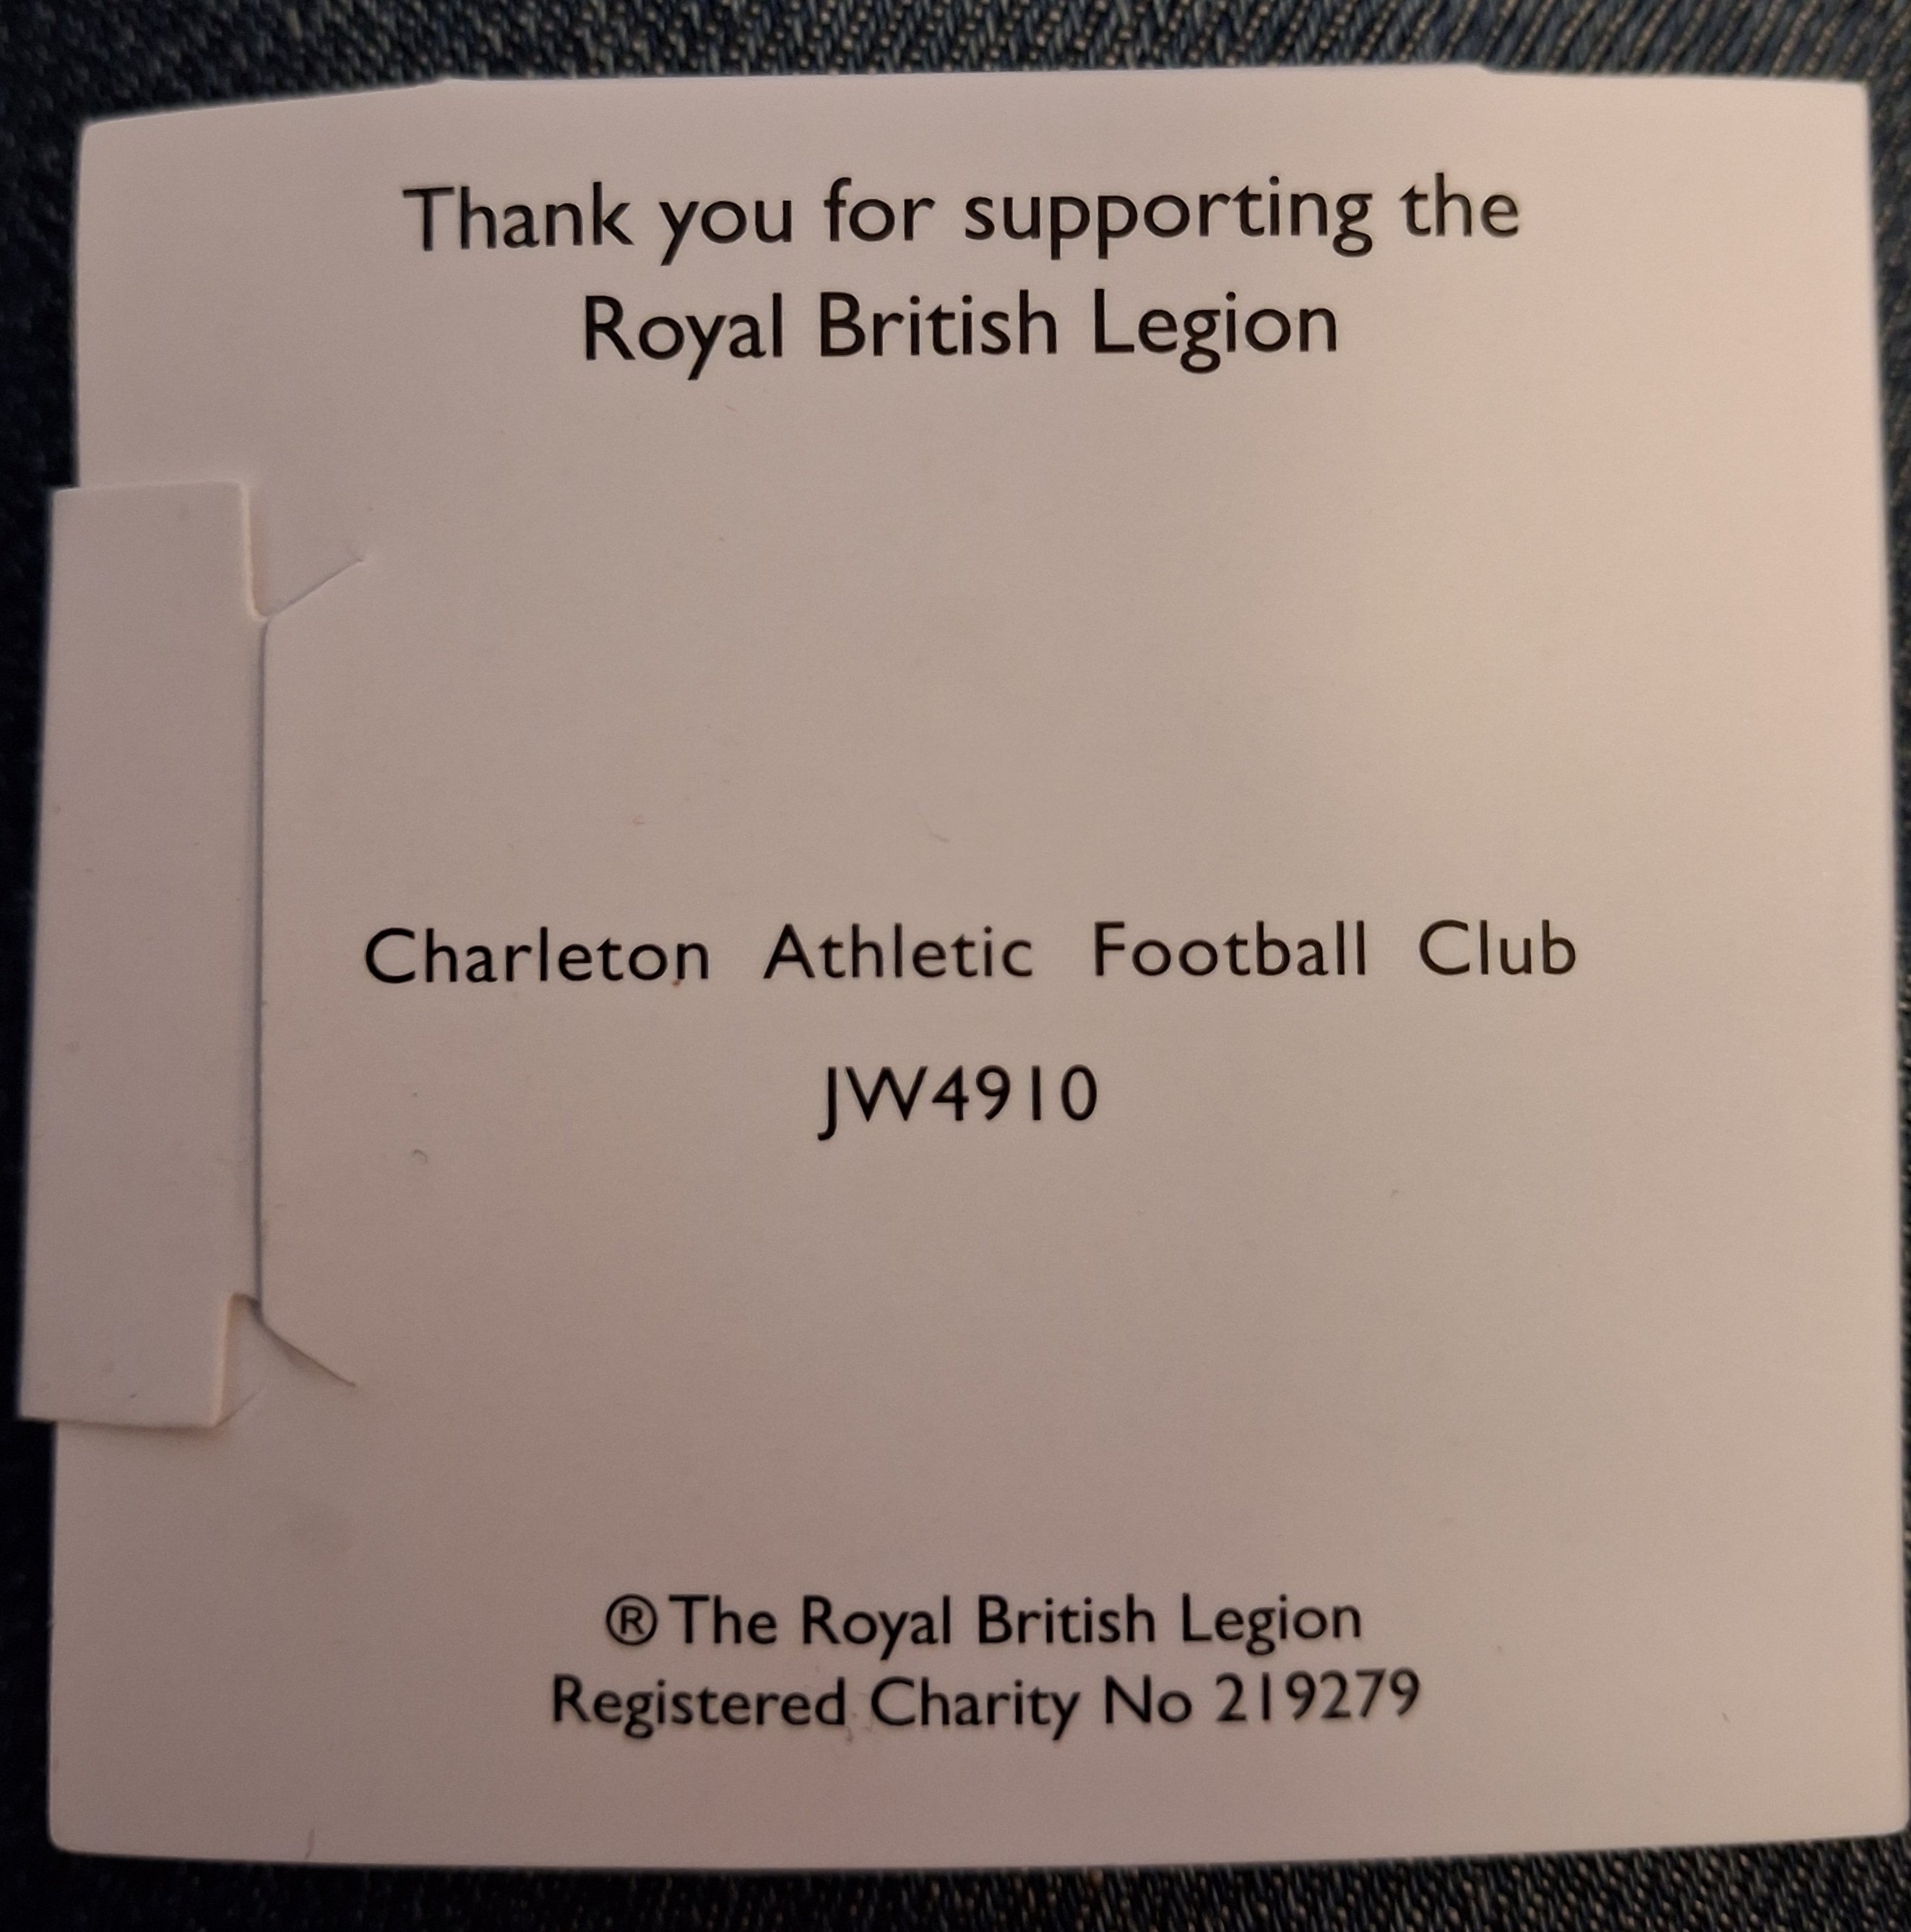 Thank you for supporting the
Royal British Legion
Charleton Athletic Football Club
JW4910
®The Royal British Legion
Registered Charity No 219279